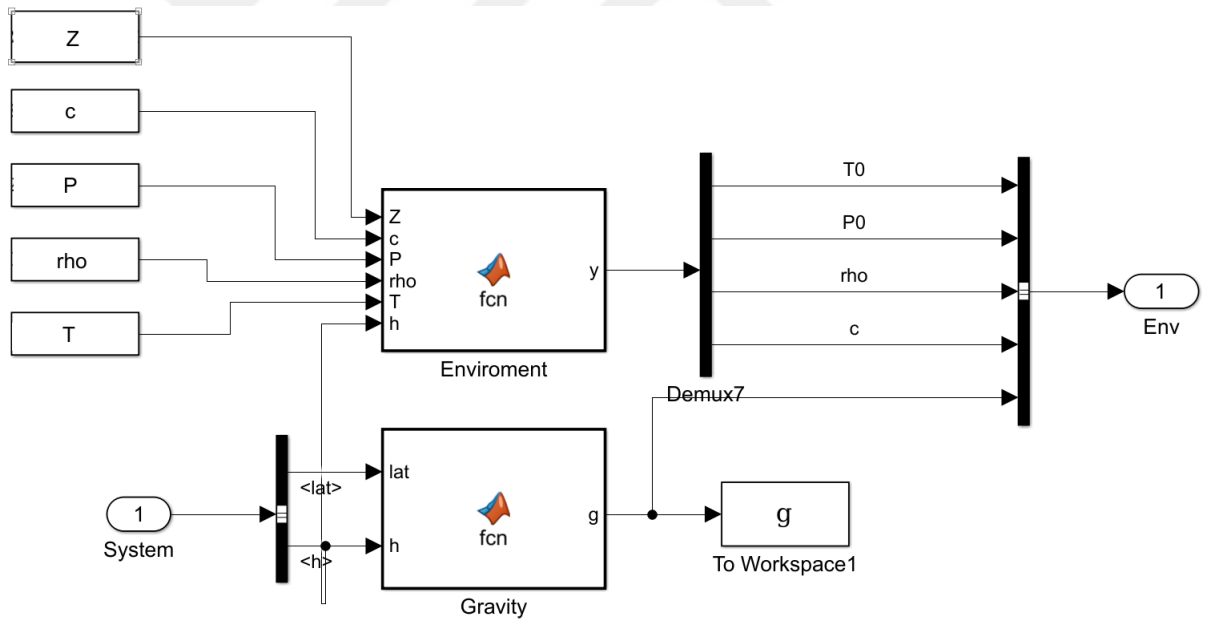 Z
c
P
rho
T
Z
c
P
rho
T
h
fcn
y
Enviroment
T0
P0
rho
c
Demux7
1
Env
1
System
<lat>
<h>
lat
h
fcn
g
Gravity
g
To Workspace1